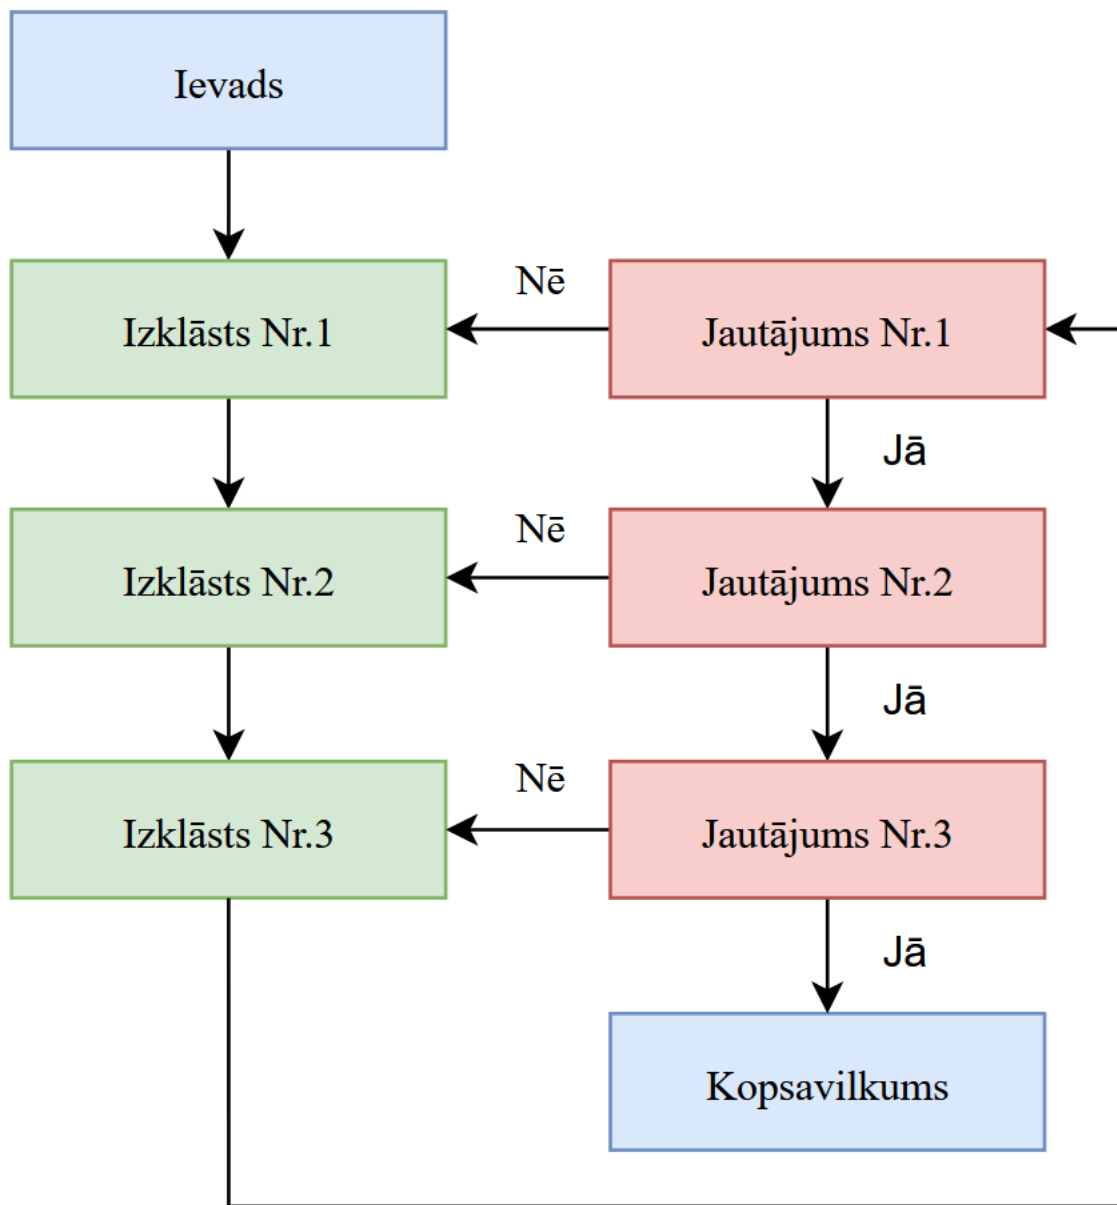 Ievads
Nē
Izklāsts Nr.1
Jautājums Nr.1
Jā
Nē
Izklāsts Nr.2
Jautājums Nr.2
Jā
Nē
Izklāsts Nr.3
Jautājums Nr.3
Jā
Kopsavilkums